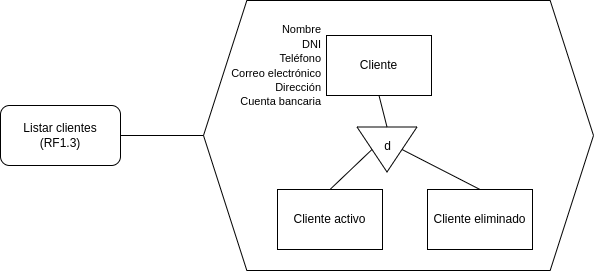 Nombre
DNI
Teléfono
Correo electrónico
Dirección
Cuenta bancaria
Cliente
Listar clientes
(RF1.3)
d
Cliente activo
Cliente eliminado